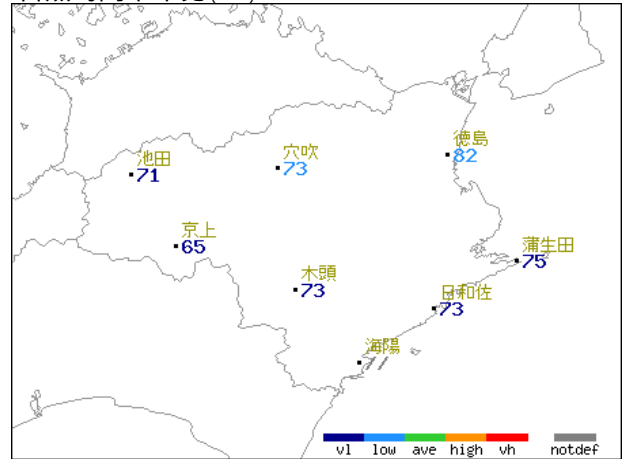 徳島
82
穴吹
73
池田
71
京上
65
蒲生田
75
木頭
73
日和佐
73
海陽
//
vl low ave high vh notdef